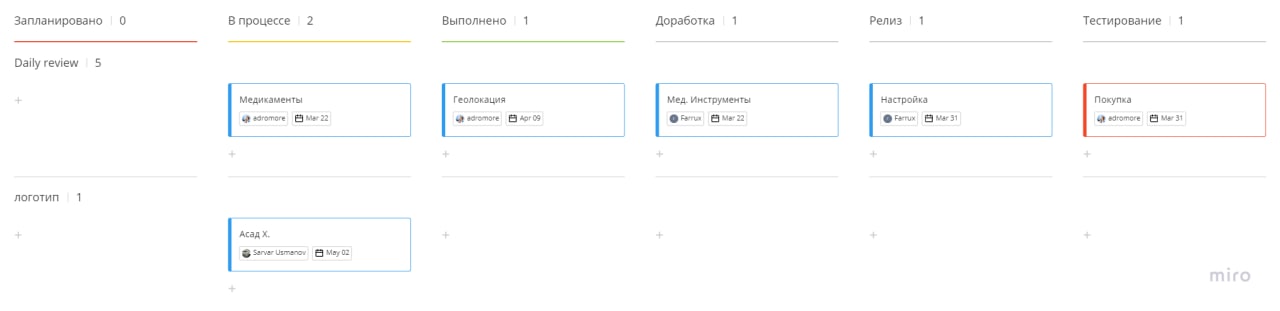 Запланировано 0 В процессе 2 Выполнено 1 Доработка 1 Релиз 1 Тестирование 1
Daily review 5
Медикаменты Геолокация Мед. Инструменты Настройка Покупка
adromore Mar 22 adromore Apr 09 Farrux Mar 22 Farrux Mar 31 adromore Mar 31
логотип 1
Асад Х.
Sarvar Usmanov May 02
miro